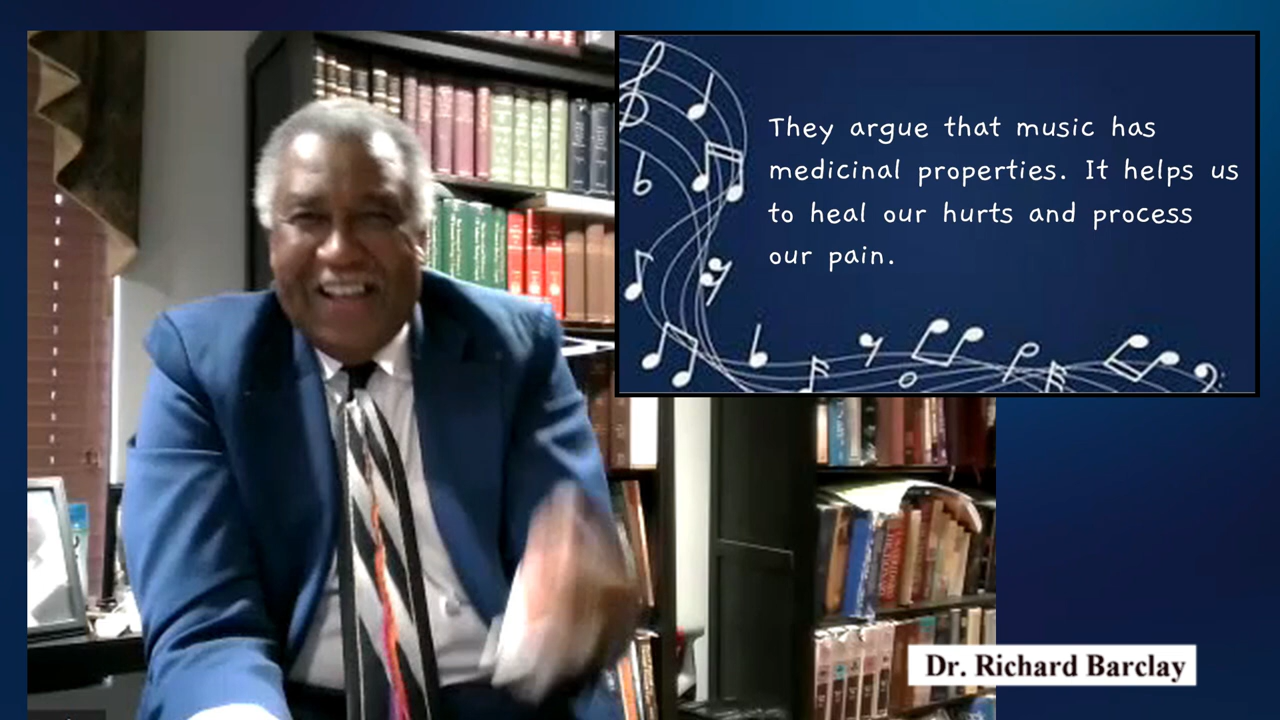 They argue that music has
medicinal properties. It helps us
to heal our hurts and process
our pain.
Dr. Richard Barclay